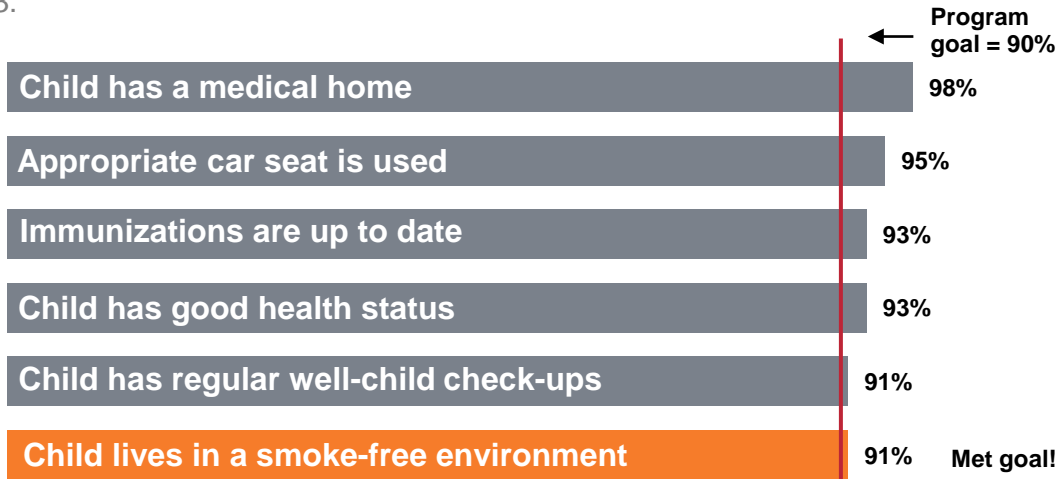 Program
goal = 90%
Child has a medical home 98%
Appropriate car seat is used 95%
Immunizations are up to date 93%
Child has good health status 93%
Child has regular well-child check-ups 91%
Child lives in a smoke-free environment 91% Met goal!